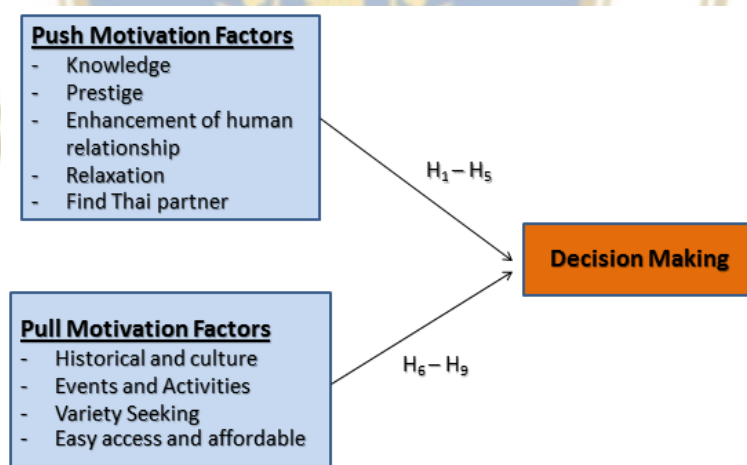 Push Motivation Factors
- Knowledge
- Prestige
- Enhancement of human
relationship
- Relaxation
- Find Thai partner
H₁ – H₅
Decision Making
Pull Motivation Factors
- Historical and culture
- Events and Activities
- Variety Seeking
- Easy access and affordable
H₆ – H₉